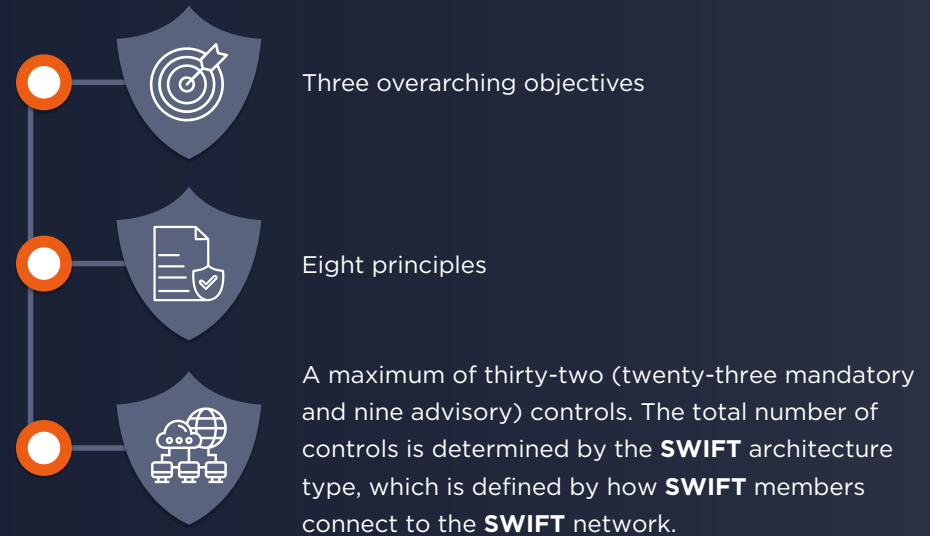 Three overarching objectives
Eight principles
A maximum of thirty-two (twenty-three mandatory
and nine advisory) controls. The total number of
controls is determined by the SWIFT architecture
type, which is defined by how SWIFT members
connect to the SWIFT network.